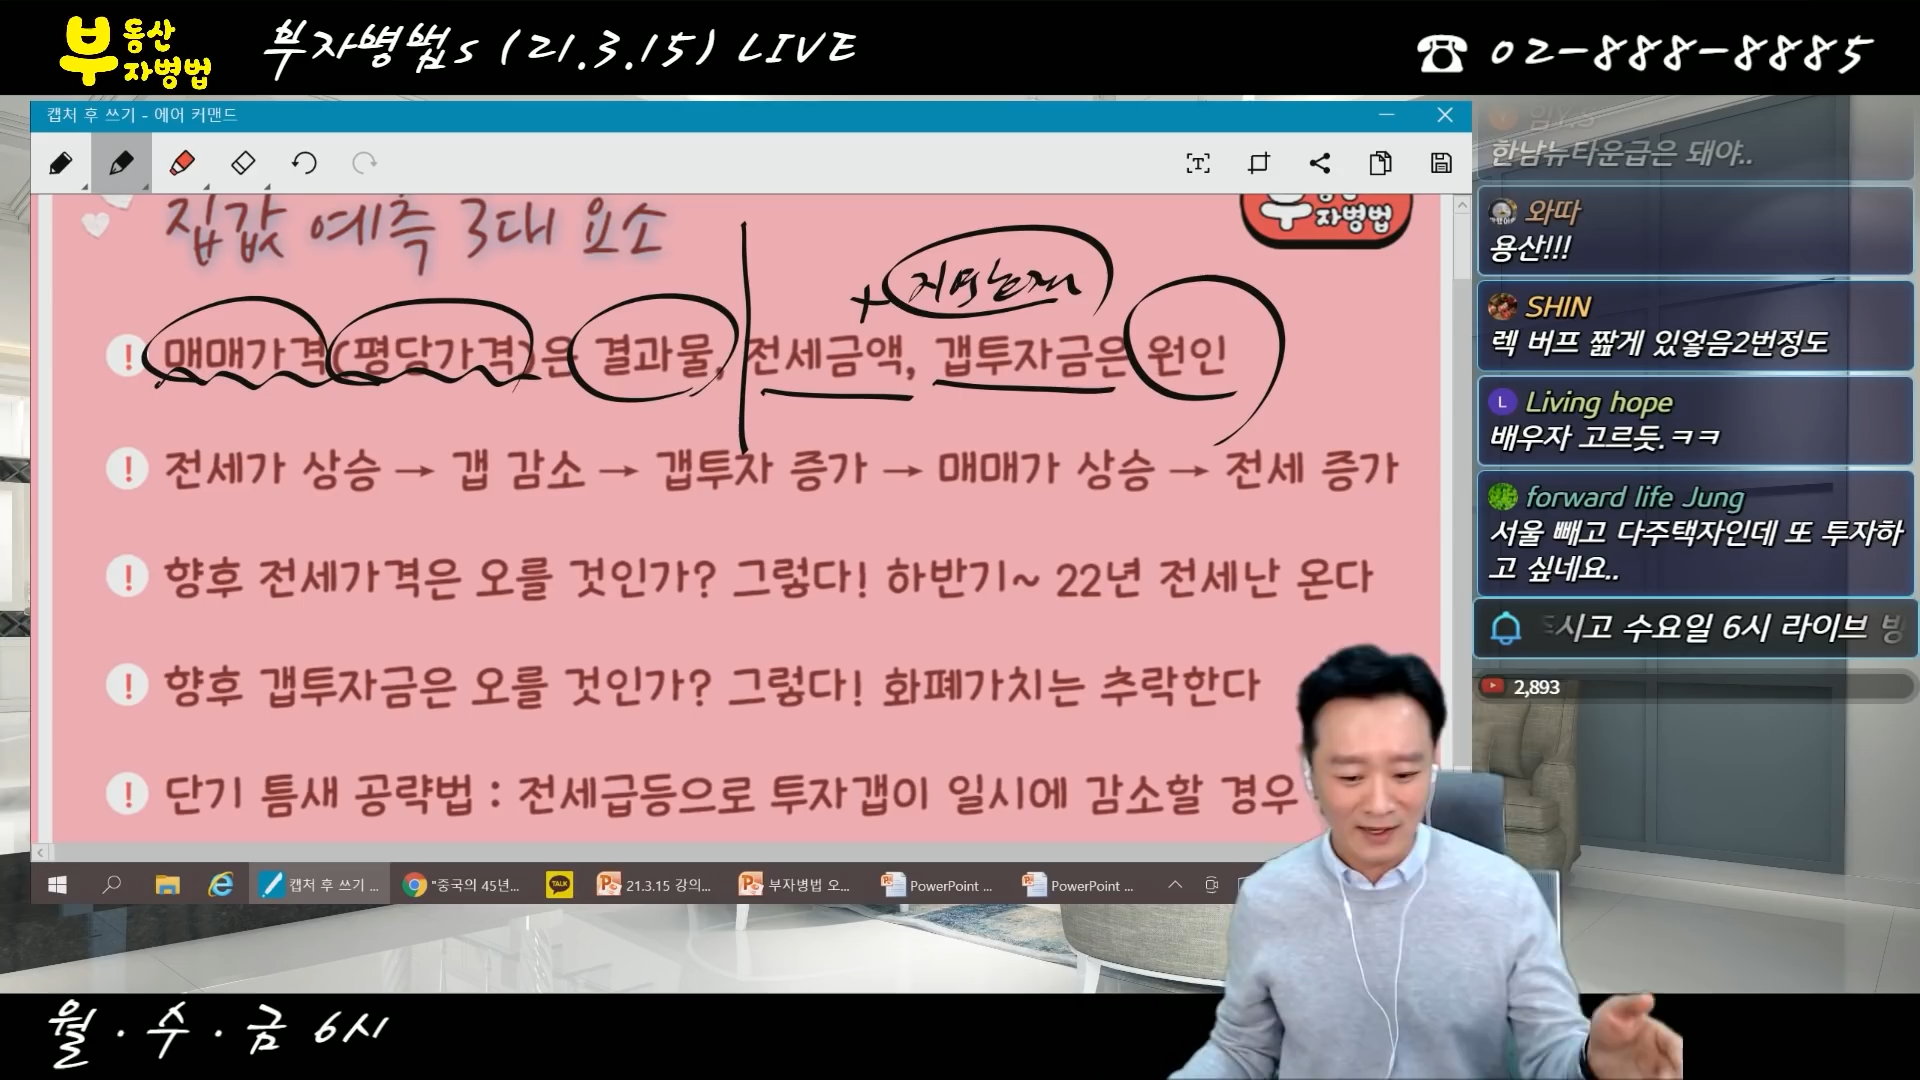 부동산
자병법
부자병법s (21.3.15) LIVE
☎ 02-888-8885
캡처 후 쓰기 - 에어 커맨드
집값 예측 3대 요소
자병법
매매가격(평당가격)은 결과물, 전세금액, 갭투자금은 원인
전세가 상승 → 갭 감소 → 갭투자 증가 → 매매가 상승 → 전세 증가
향후 전세가격은 오를 것인가? 그렇다! 하반기~ 22년 전세난 온다
향후 갭투자금은 오를 것인가? 그렇다! 화폐가치는 추락한다
단기 틈새 공략법 : 전세급등으로 투자갭이 일시에 감소할 경우
캡처 후 쓰기 ...
"중국의 45년...
TALK
21.3.15 강의...
부자병법 오...
PowerPoint ...
PowerPoint ...
임Y.S
한남뉴타운급은 돼야..
와따
용산!!!
SHIN
렉 버프 짧게 있엏음2번정도
L Living hope
배우자 고르듯.ㅋㅋ
forward life Jung
서울 빼고 다주택자인데 또 투자하
고 싶네요..
시고 수요일 6시 라이브 방
2,893
월·수·금 6시